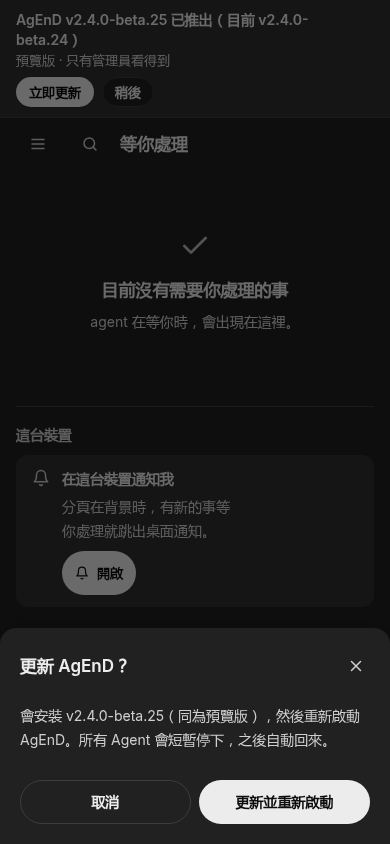 AgEnD v2.4.0-beta.25 已推出（目前 v2.4.0-
beta.24）
預覽版 · 只有管理員看得到
立即更新
稍後
等你處理
目前沒有需要你處理的事
agent 在等你時，會出現在這裡。
這台裝置
在這台裝置通知我
分頁在背景時，有新的事等
你處理就跳出桌面通知。
開啟
更新 AgEnD？
會安裝 v2.4.0-beta.25（同為預覽版），然後重新啟動
AgEnD。所有 Agent 會短暫停下，之後自動回來。
取消
更新並重新啟動